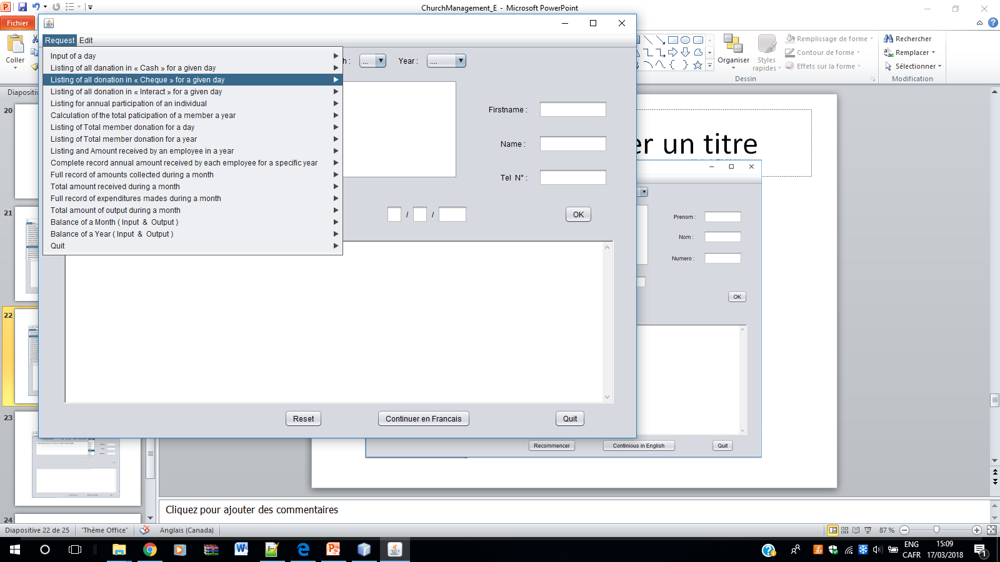 ChurchManagement_E - Microsoft PowerPoint
Fichier
Coller
Request Edit
Input of a day
Listing of all danation in « Cash » for a given day
Listing of all donation in « Cheque » for a given day
Listing of all donation in « Interact » for a given day
Listing for annual participation of an individual
Calculation of the total paticipation of a member a year
Listing of Total member donation for a day
Listing of Total member donation for a year
Listing and Amount received by an employee in a year
Complete record annual amount received by each employee for a specific year
Full record of amounts collected during a month
Total amount received during a month
Full record of expenditures mades during a month
Total amount of output during a month
Balance of a Month ( Input & Output )
Balance of a Year ( Input & Output )
Quit
h : ... Year : ....
Firstname :
Name :
Tel N° :
/ /
OK
Reset
Continuer en Francais
Quit
Organiser
Styles
rapides
Remplissage de forme
Contour de forme
Effets sur la forme
Dessin
Rechercher
Remplacer
Sélectionner
Modification
Diapositiv
20
21
22
23
24
er un titre
Prenom :
Nom :
Numero :
OK
Recommencer
Continious in English
Quit
Cliquez pour ajouter des commentaires
Diapositive 22 de 25
"Thème Office"
Anglais (Canada)
87 %
ENG
CAFR
15:09
17/03/2018
1